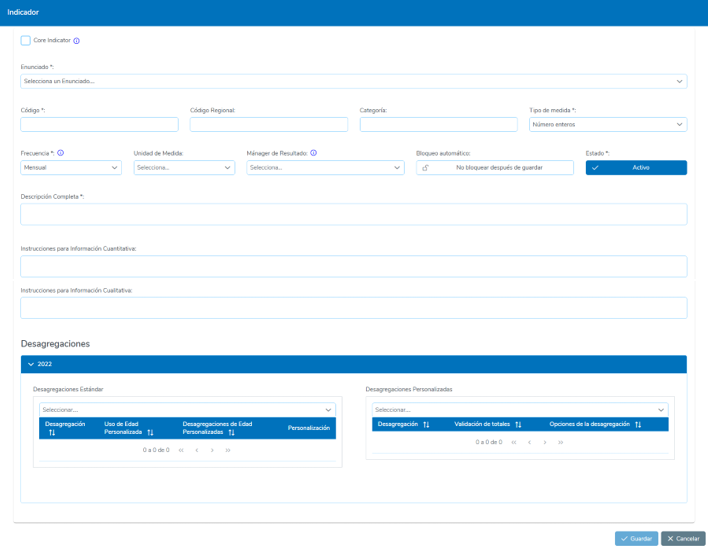 Indicador
Core Indicator
Enunciado *:
Selecciona un Enunciado...
Código *:
Código Regional:
Categoría:
Tipo de medida *:
Número enteros
Frecuencia *:
Unidad de Medida:
Mánager de Resultado:
Bloqueo automático:
Estado *:
Mensual
Selecciona...
Selecciona...
No bloquear después de guardar
Activo
Descripción Completa *:
Instrucciones para Información Cuantitativa:
Instrucciones para Información Cualitativa:
Desagregaciones
2022
Desagregaciones Estándar
Desagregaciones Personalizadas
Seleccionar...
Seleccionar...
Desagregación
Uso de Edad
Personalizada
Desagregaciones de Edad
Personalizadas
Personalización
Desagregación
Validación de totales
Opciones de la desagregación
0 a 0 de 0
0 a 0 de 0
Guardar
Cancelar